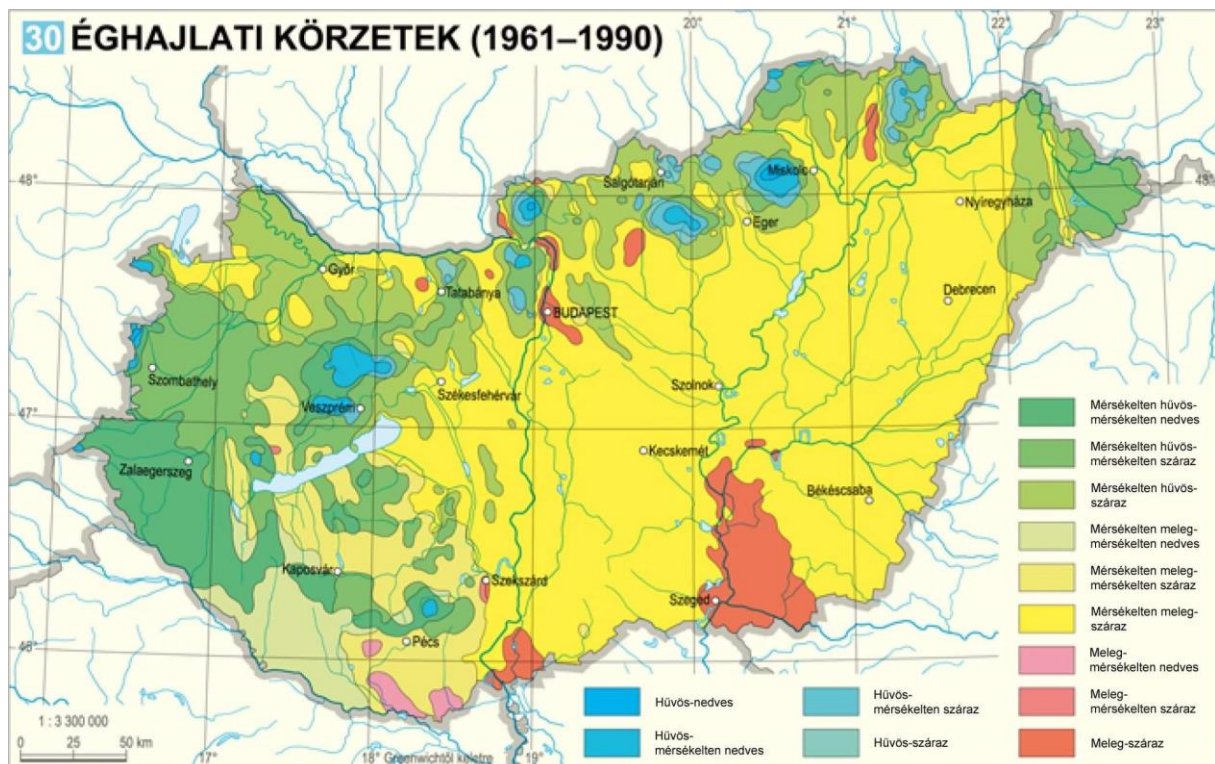 30 ÉGHAJLATI KÖRZETEK (1961–1990)
20°
21°
22°
23°
48°
48°
Salgótarján
Miskolc
Eger
Nyíregyháza
Győr
Tatabánya
BUDAPEST
Debrecen
Szombathely
Székesfehérvár
Szolnok
Veszprém
47°
Zalaegerszeg
Kecskemét
Békéscsaba
Kaposvár
Szekszárd
Szeged
Pécs
46°
Mérsékelten hűvös-
mérsékelten nedves
Mérsékelten hűvös-
mérsékelten száraz
Mérsékelten hűvös-
száraz
Mérsékelten meleg-
mérsékelten nedves
Mérsékelten meleg-
mérsékelten száraz
Mérsékelten meleg-
száraz
Meleg-
mérsékelten nedves
Meleg-
mérsékelten száraz
Meleg-száraz
Hűvös-nedves
Hűvös-
mérsékelten nedves
Hűvös-
mérsékelten száraz
Hűvös-száraz
1 : 3 300 000
0 25 50 km
17° 18° Greenwichtől keletre 19°